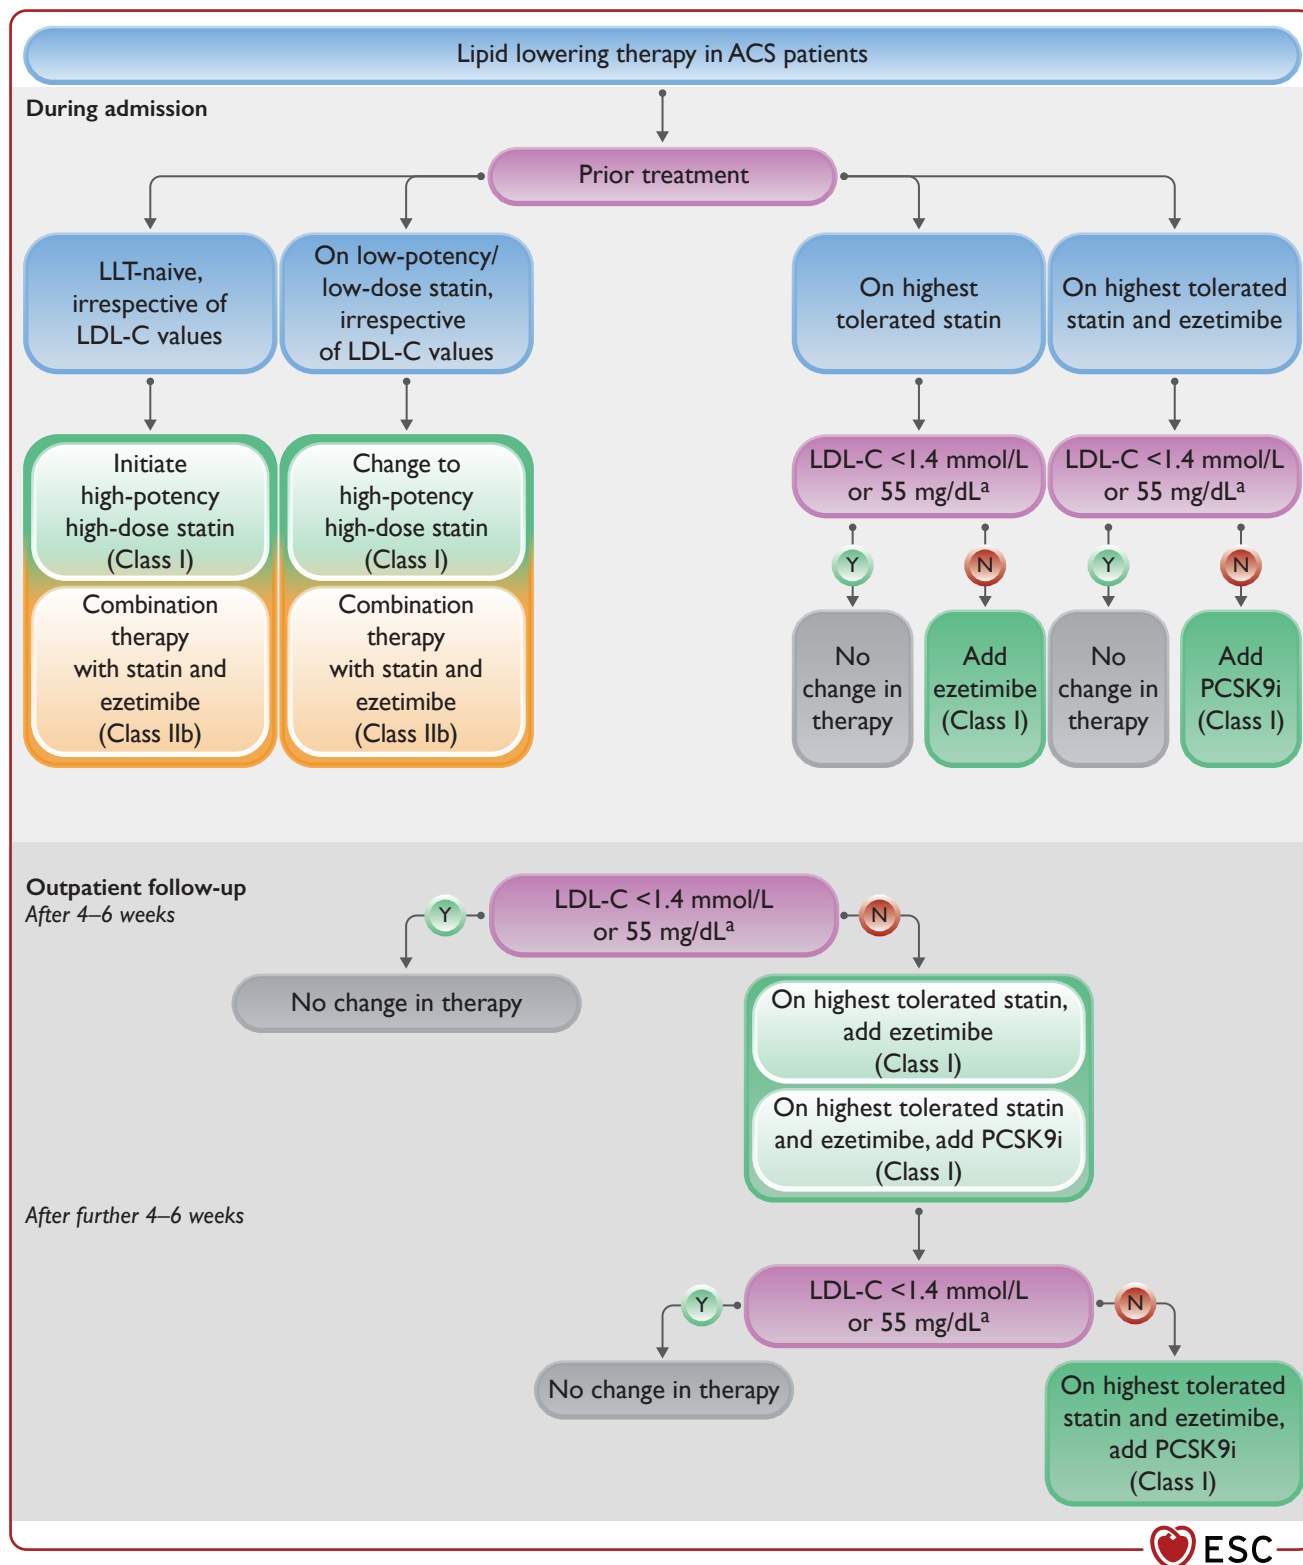 Lipid lowering therapy in ACS patients
During admission
Prior treatment
LLT-naive,
irrespective of
LDL-C values
On low-potency/
low-dose statin,
irrespective
of LDL-C values
On highest
tolerated statin
On highest tolerated
statin and ezetimibe
Initiate
high-potency
high-dose statin
(Class I)
Combination
therapy
with statin and
ezetimibe
(Class IIb)
Change to
high-potency
high-dose statin
(Class I)
Combination
therapy
with statin and
ezetimibe
(Class IIb)
LDL-C <1.4 mmol/L
or 55 mg/dLª
Y
N
No
change in
therapy
Add
ezetimibe
(Class I)
LDL-C <1.4 mmol/L
or 55 mg/dLª
Y
N
No
change in
therapy
Add
PCSK9i
(Class I)
Outpatient follow-up
After 4–6 weeks
LDL-C <1.4 mmol/L
or 55 mg/dLª
Y
N
No change in therapy
On highest tolerated statin,
add ezetimibe
(Class I)
On highest tolerated statin
and ezetimibe, add PCSK9i
(Class I)
After further 4–6 weeks
LDL-C <1.4 mmol/L
or 55 mg/dLª
Y
N
No change in therapy
On highest tolerated
statin and ezetimibe,
add PCSK9i
(Class I)
ESC